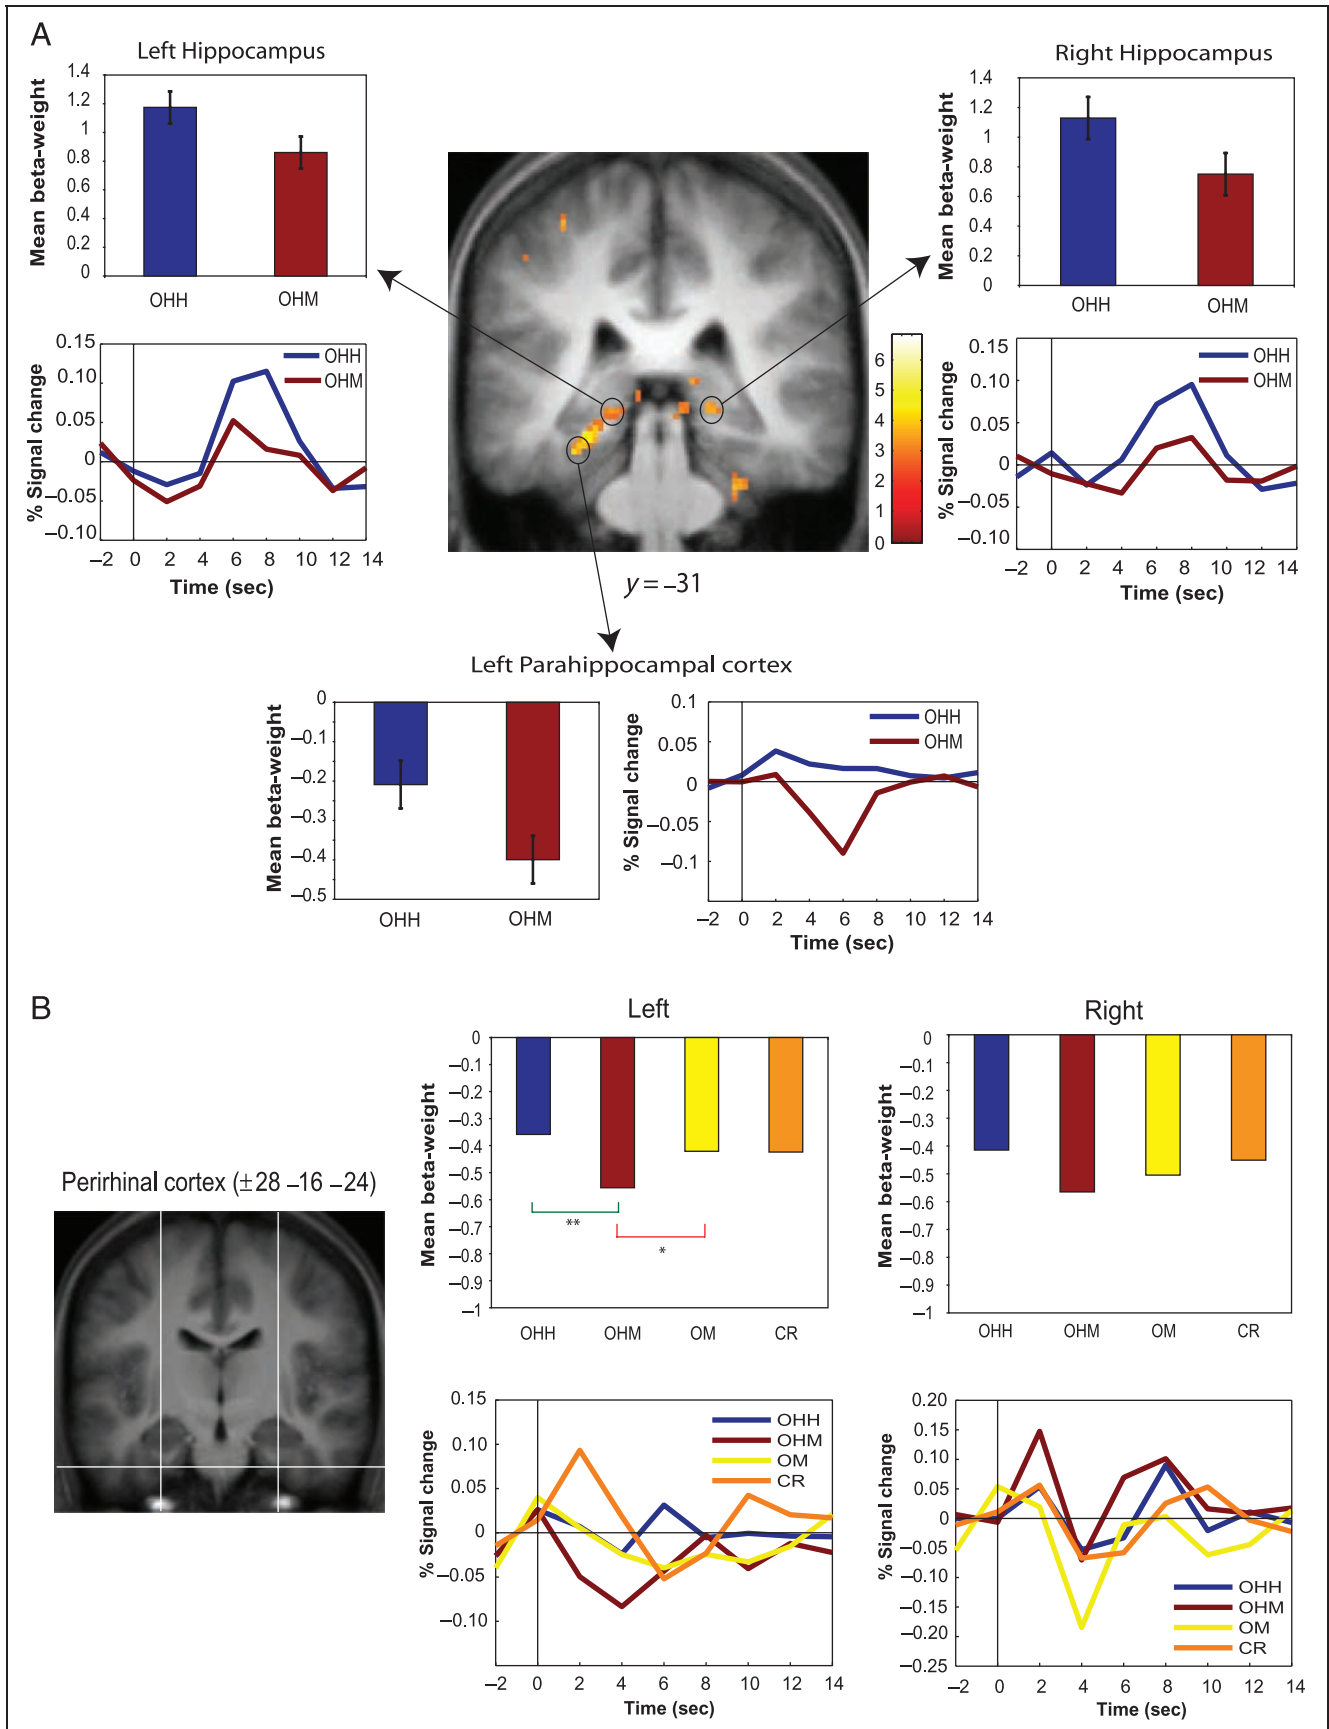 A
Left Hippocampus
Mean beta-weight
1.4
1.2
1
0.8
0.6
0.4
0.2
0
OHH OHM
% Signal change
0.15
0.10
0.05
0
−0.05
−0.10
OHH
OHM
−2 0 2 4 6 8 10 12 14
Time (sec)
6
5
4
3
2
1
0
y = −31
Right Hippocampus
Mean beta-weight
1.4
1.2
1
0.8
0.6
0.4
0.2
0
OHH OHM
% Signal change
0.15
0.10
0.05
0
−0.05
−0.10
OHH
OHM
−2 0 2 4 6 8 10 12 14
Time (sec)
Left Parahippocampal cortex
Mean beta-weight
0
−0.1
−0.2
−0.3
−0.4
−0.5
OHH OHM
% Signal change
0.1
0.05
0
−0.05
−0.1
OHH
OHM
−2 0 2 4 6 8 10 12 14
Time (sec)
B
Perirhinal cortex (±28 −16 −24)
Left
Mean beta-weight
0
−0.1
−0.2
−0.3
−0.4
−0.5
−0.6
−0.7
−0.8
−0.9
−1
**
*
OHH OHM OM CR
Right
Mean beta-weight
0
−0.1
−0.2
−0.3
−0.4
−0.5
−0.6
−0.7
−0.8
−0.9
−1
OHH OHM OM CR
% Signal change
0.15
0.10
0.05
0
−0.05
−0.10
OHH
OHM
OM
CR
−2 0 2 4 6 8 10 12 14
Time (sec)
% Signal change
0.20
0.15
0.10
0.05
0
−0.05
−0.10
−0.15
−0.20
−0.25
OHH
OHM
OM
CR
−2 0 2 4 6 8 10 12 14
Time (sec)